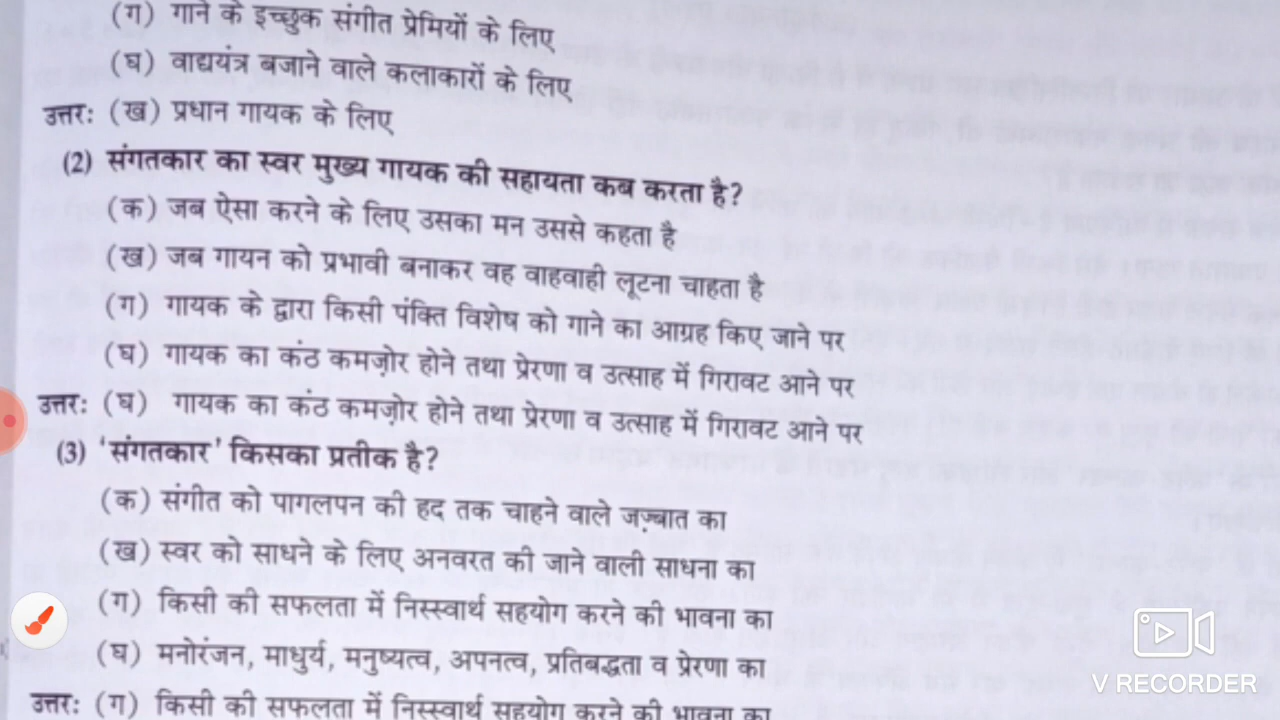 (ग) गाने के इच्छुक संगीत प्रेमियों के लिए
(घ) वाद्ययंत्र बजाने वाले कलाकारों के लिए
उत्तर: (ख) प्रधान गायक के लिए
(2) संगतकार का स्वर मुख्य गायक की सहायता कब करता है?
(क) जब ऐसा करने के लिए उसका मन उससे कहता है
(ख) जब गायन को प्रभावी बनाकर वह वाहवाही लूटना चाहता है
(ग) गायक के द्वारा किसी पंक्ति विशेष को गाने का आग्रह किए जाने पर
(घ) गायक का कंठ कमज़ोर होने तथा प्रेरणा व उत्साह में गिरावट आने पर
उत्तर: (घ) गायक का कंठ कमज़ोर होने तथा प्रेरणा व उत्साह में गिरावट आने पर
(3) 'संगतकार' किसका प्रतीक है?
(क) संगीत को पागलपन की हद तक चाहने वाले जज़्बात का
(ख) स्वर को साधने के लिए अनवरत की जाने वाली साधना का
(ग) किसी की सफलता में निस्स्वार्थ सहयोग करने की भावना का
(घ) मनोरंजन, माधुर्य, मनुष्यत्व, अपनत्व, प्रतिबद्धता व प्रेरणा का
उत्तर: (ग) किसी की सफलता में निस्स्वार्थ सहयोग करने की भावना का
V RECORDER